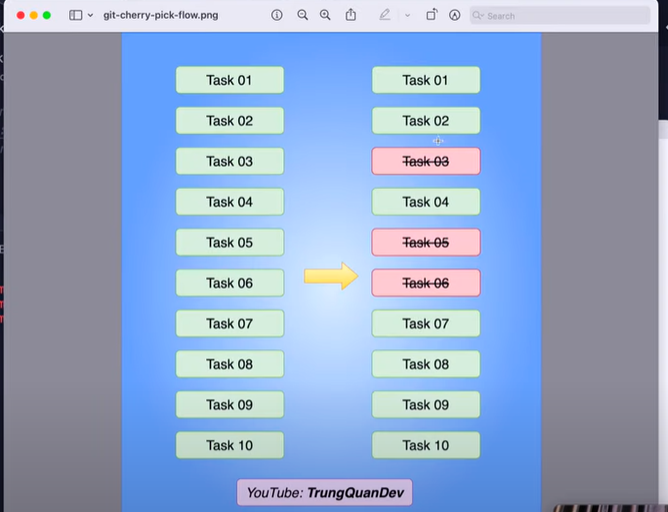 git-cherry-pick-flow.png
Search
Task 01 Task 01
Task 02 Task 02
Task 03 Task 03
Task 04 Task 04
Task 05 Task 05
Task 06 Task 06
Task 07 Task 07
Task 08 Task 08
Task 09 Task 09
Task 10 Task 10
YouTube: TrungQuanDev